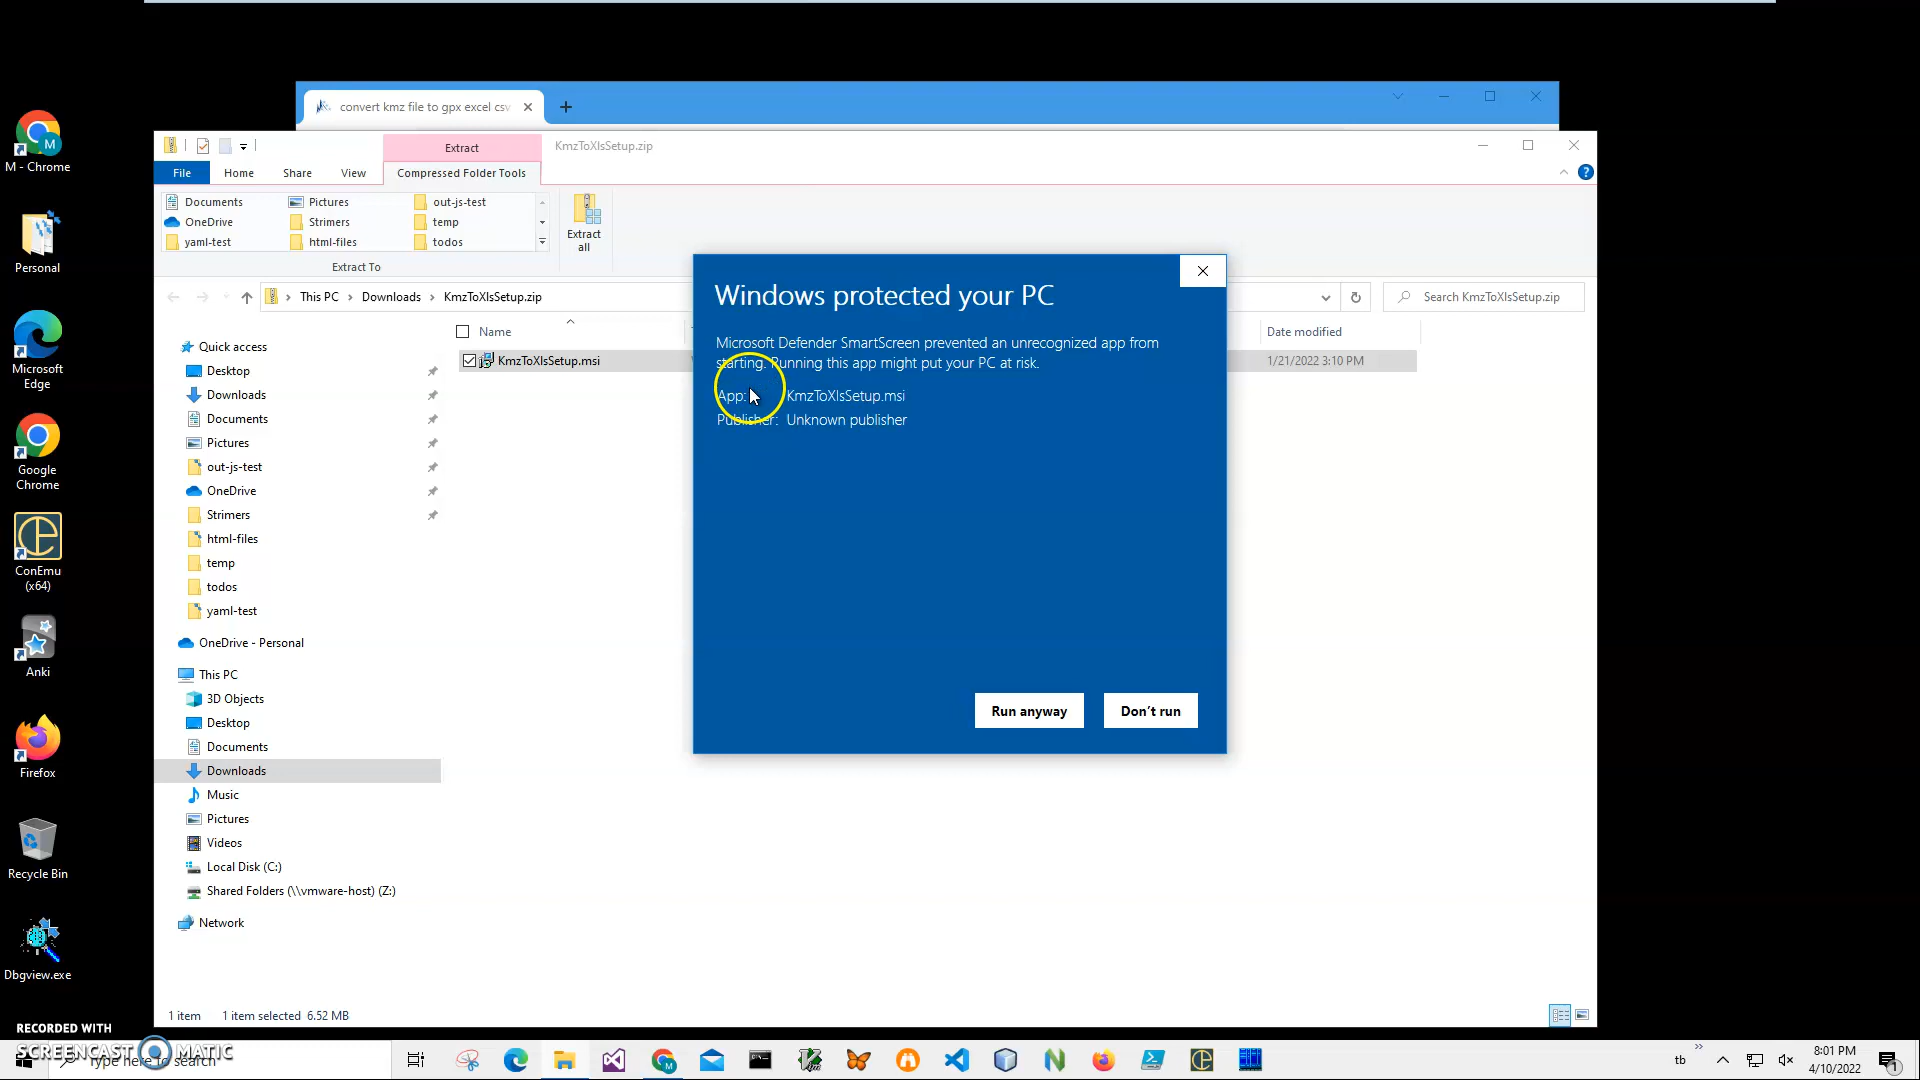 convert kmz file to gpx excel csv
Extract
KmzToXlsSetup.zip
File
Home
Share
View
Compressed Folder Tools
Documents
Pictures
out-js-test
OneDrive
Strimers
temp
yaml-test
html-files
todos
Extract
all
Extract To
This PC
Downloads
KmzToXlsSetup.zip
Search KmzToXlsSetup.zip
Name
Date modified
KmzToXlsSetup.msi
1/21/2022 3:10 PM
Windows protected your PC
Microsoft Defender SmartScreen prevented an unrecognized app from
starting. Running this app might put your PC at risk.
App: KmzToXlsSetup.msi
Publisher: Unknown publisher
Run anyway
Don't run
Quick access
Desktop
Downloads
Documents
Pictures
out-js-test
OneDrive
Strimers
html-files
temp
todos
yaml-test
OneDrive - Personal
This PC
3D Objects
Desktop
Documents
Downloads
Music
Pictures
Videos
Local Disk (C:)
Shared Folders (\\vmware-host) (Z:)
Network
1 item
1 item selected 6.52 MB
M - Chrome
Personal
Microsoft
Edge
Google
Chrome
ConEmu
(x64)
Anki
Firefox
Recycle Bin
Dbgview.exe
RECORDED WITH
SCREENCAST MATIC
Type here to search
tb
8:01 PM
4/10/2022
1